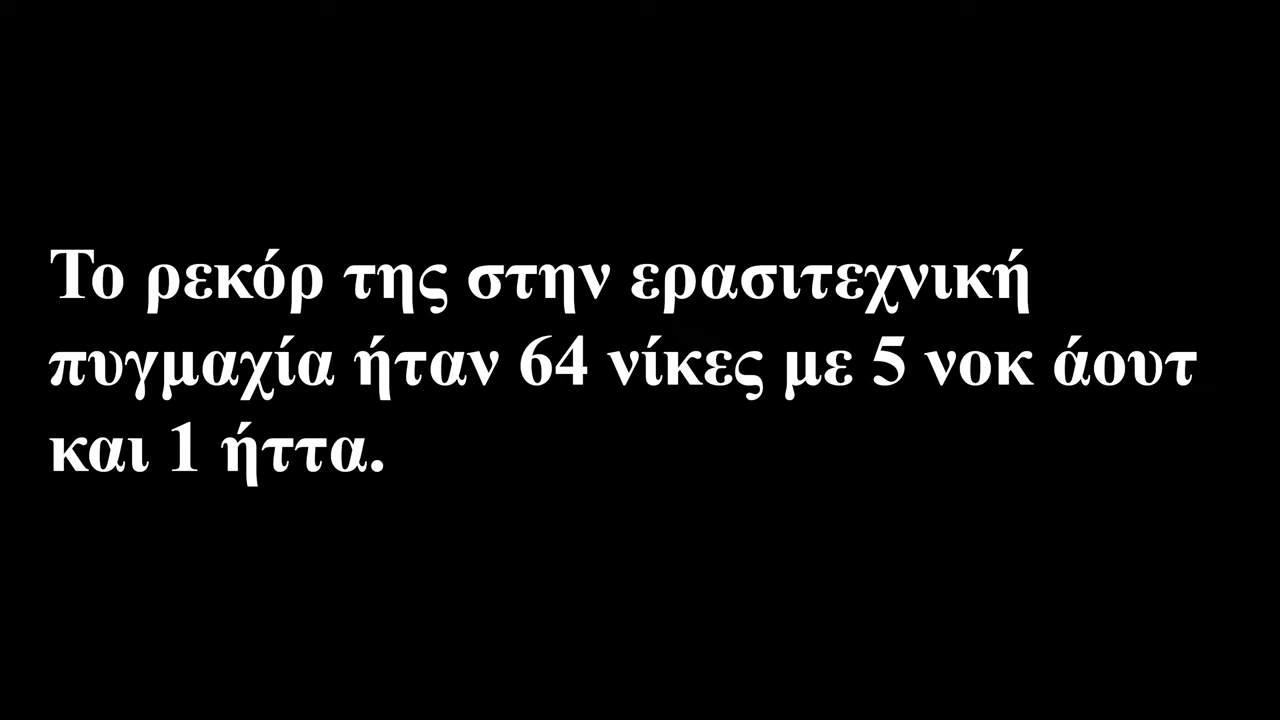 Το ρεκόρ της στην ερασιτεχνική
πυγμαχία ήταν 64 νίκες με 5 νοκ άουτ
και 1 ήττα.